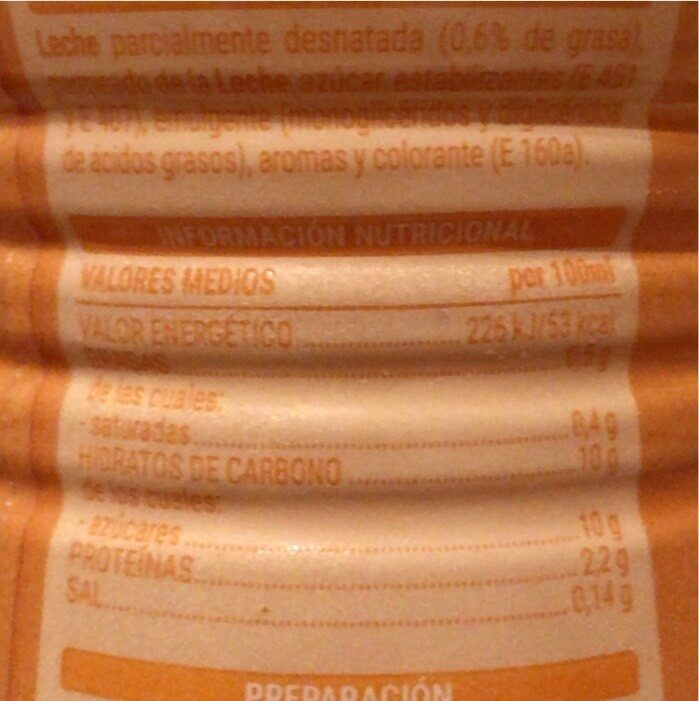 Leche parcialmente desnatada (0,6% de grasa),
de la Leche, azúcar, estabilizantes (E-407
y E 407), emulgente (monoglicéridos y diglicéridos
de ácidos grasos), aromas y colorante (E 160a).
INFORMACIÓN NUTRICIONAL
VALORES MEDIOS per 100ml
VALOR ENERGÉTICO 226 kJ/53 kcal
GRASAS 0,6 g
de las cuales:
- saturadas 0,4 g
HIDRATOS DE CARBONO 10 g
de los cuales:
- azúcares 10 g
PROTEÍNAS 2,2 g
SAL 0,14 g
PREPARACIÓN